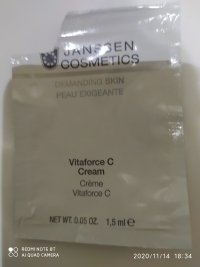 JANSSEN
COSMETICS
DEMANDING SKIN
PEAU EXIGEANTE
Vitaforce C
Cream
Crème
Vitaforce C
NET WT. 0.05 OZ. 1,5 ml e
REDMI NOTE 8T
AI QUAD CAMERA
2020/11/14 18:34